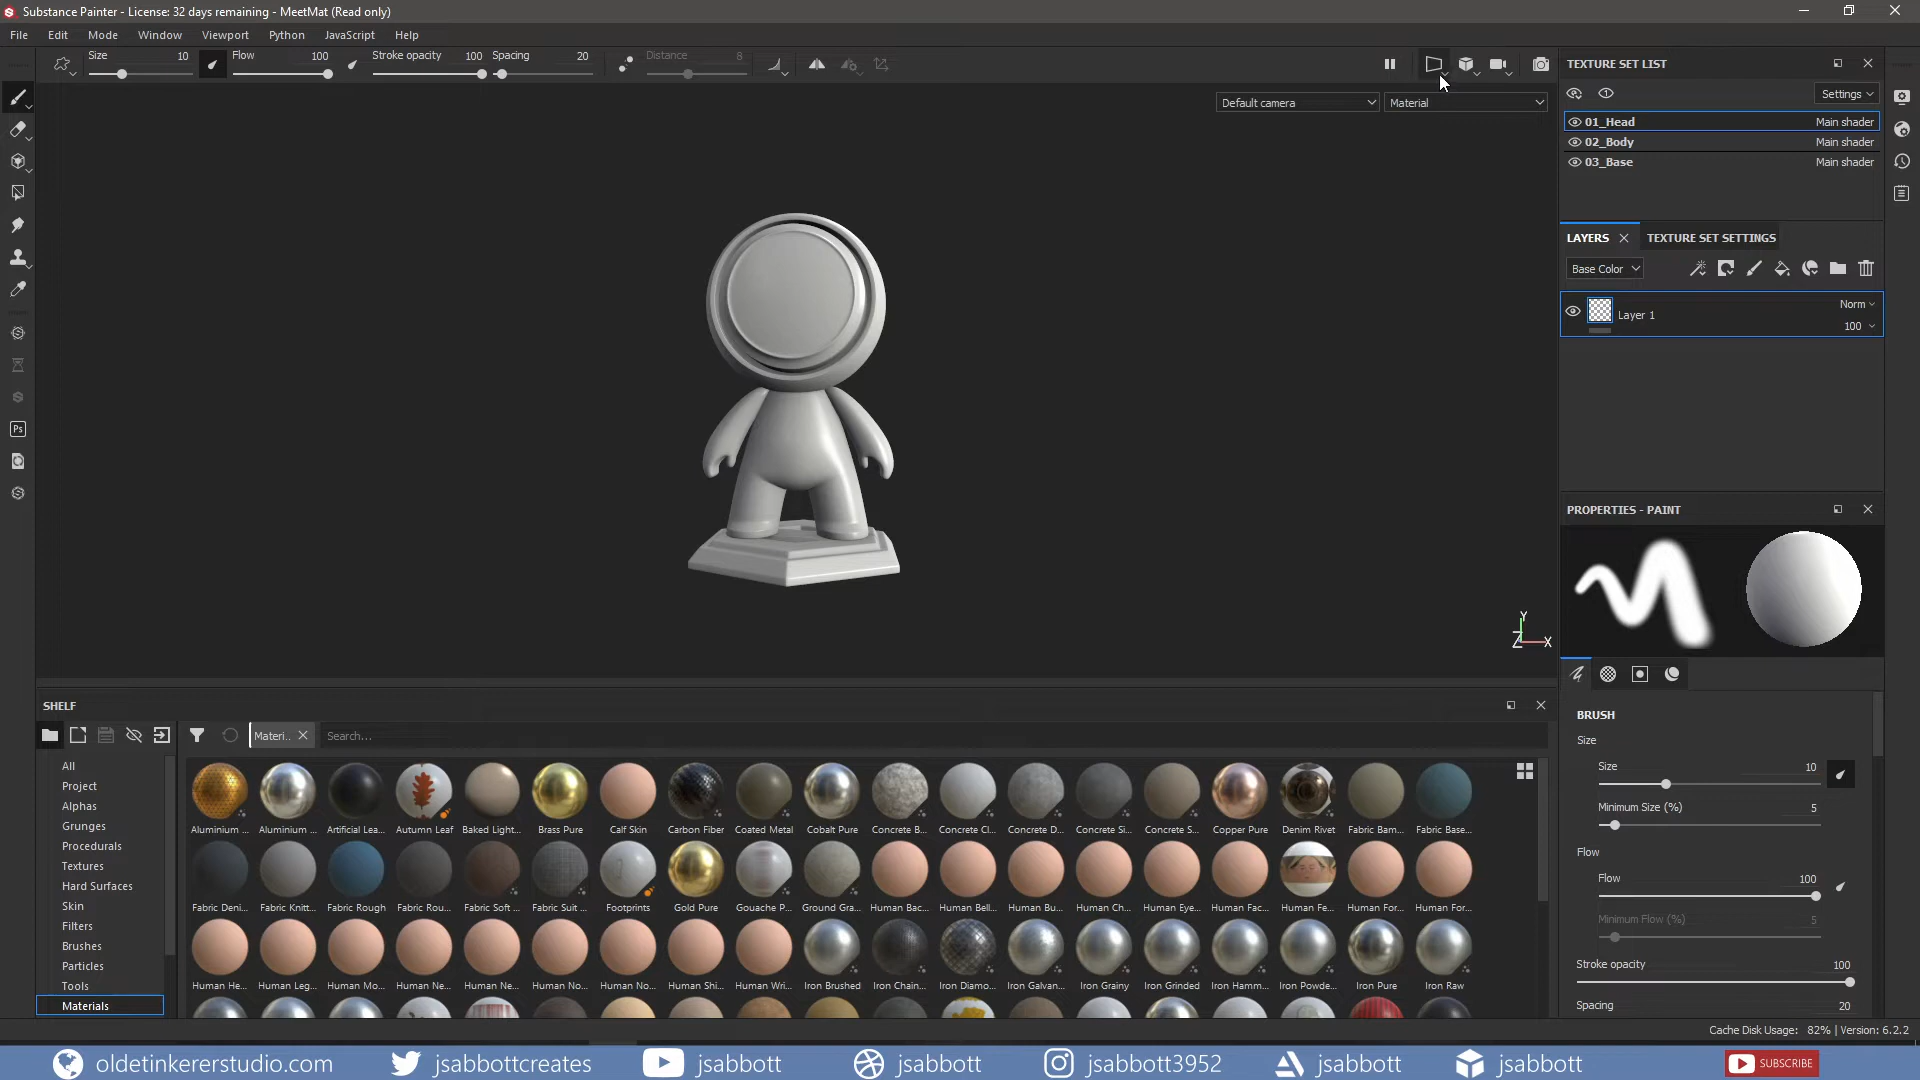 Substance Painter - License: 32 days remaining - MeetMat (Read only)
File Edit Mode Window Viewport Python JavaScript Help
Size 10 Flow 100 Stroke opacity 100 Spacing 20 Distance 8
Default camera Material
TEXTURE SET LIST
Settings
01_Head Main shader
02_Body Main shader
03_Base Main shader
LAYERS TEXTURE SET SETTINGS
Base Color
Layer 1 Norm
100
PROPERTIES - PAINT
Y
Z X
BRUSH
Size
Size 10
Minimum Size (%) 5
Flow
Flow 100
Minimum Flow (%) 5
Stroke opacity 100
Spacing 20
SHELF
Materi.. Search...
All
Project
Alphas
Grunges
Procedurals
Textures
Hard Surfaces
Skin
Filters
Brushes
Particles
Tools
Materials
Aluminium ... Aluminium ... Artificial Lea... Autumn Leaf Baked Light... Brass Pure Calf Skin Carbon Fiber Coated Metal Cobalt Pure Concrete B... Concrete Cl... Concrete D... Concrete Si... Concrete S... Copper Pure Denim Rivet Fabric Bam... Fabric Base...
Fabric Deni... Fabric Knitt... Fabric Rough Fabric Rou... Fabric Soft ... Fabric Suit ... Footprints Gold Pure Gouache P... Ground Gra... Human Bac... Human Bell... Human Bu... Human Ch... Human Eye... Human Fac... Human Fe... Human For... Human For...
Human He... Human Leg... Human Mo... Human Ne... Human Ne... Human No... Human No... Human Shi... Human Wri... Iron Brushed Iron Chain... Iron Diamo... Iron Galvan... Iron Grainy Iron Grinded Iron Hamm... Iron Powde... Iron Pure Iron Raw
Cache Disk Usage: 82% | Version: 6.2.2
oldetinkererstudio.com jsabbottcreates jsabbott jsabbott jsabbott3952 jsabbott jsabbott SUBSCRIBE